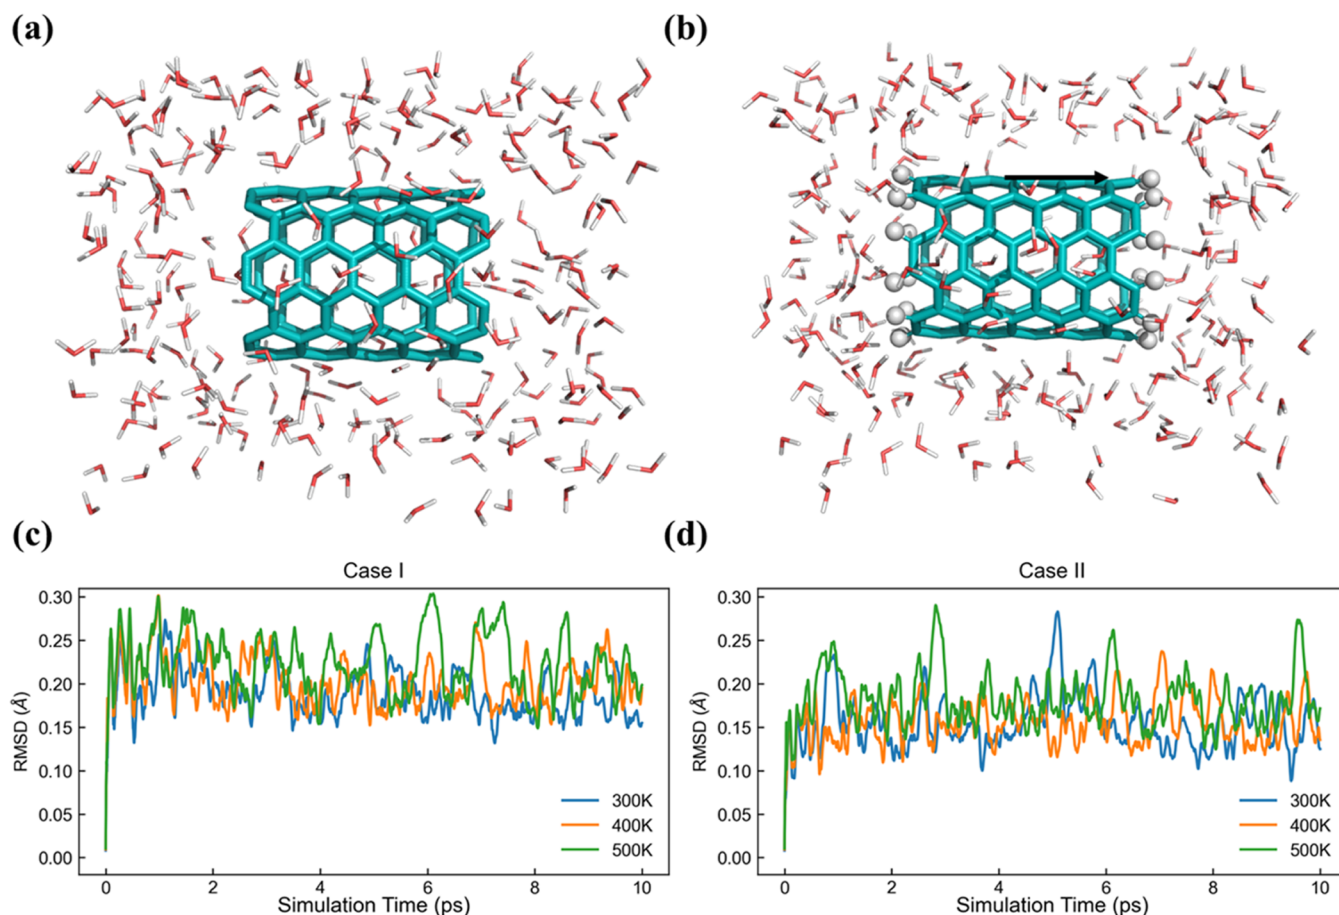 (a)
(b)
(c)
(d)
Case I
Case II
RMSD (Å)
0.30
0.25
0.20
0.15
0.10
0.05
0.00
300K
400K
500K
0 2 4 6 8 10
Simulation Time (ps)
RMSD (Å)
0.30
0.25
0.20
0.15
0.10
0.05
0.00
300K
400K
500K
0 2 4 6 8 10
Simulation Time (ps)